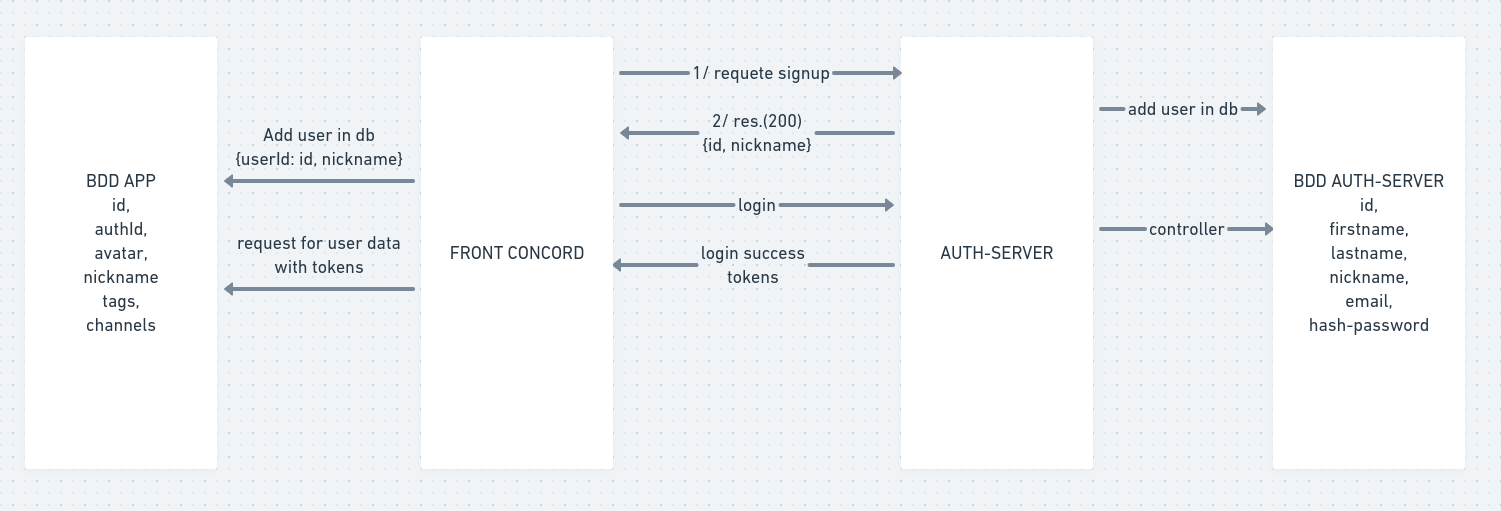 BDD APP
id,
authId,
avatar,
nickname
tags,
channels
Add user in db
{userId: id, nickname}
request for user data
with tokens
FRONT CONCORD
1/ requete signup
2/ res.(200)
{id, nickname}
login
login success
tokens
AUTH-SERVER
add user in db
controller
BDD AUTH-SERVER
id,
firstname,
lastname,
nickname,
email,
hash-password